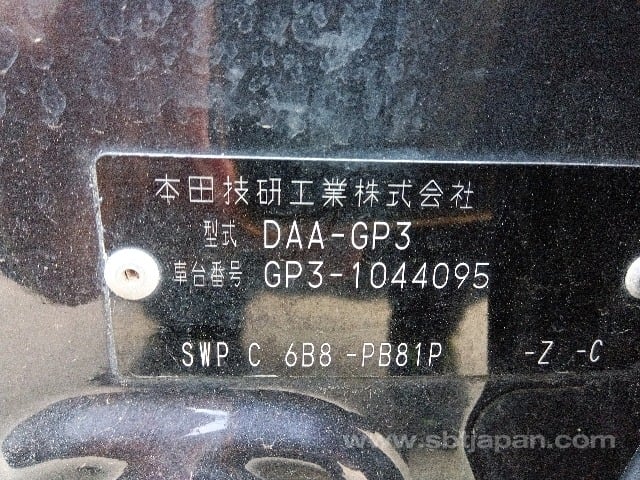 本田技研工業株式会社
型式 DAA-GP3
車台番号 GP3-1044095
SWP C 6B8 -PB81P -Z -C
www.sbtjapan.com